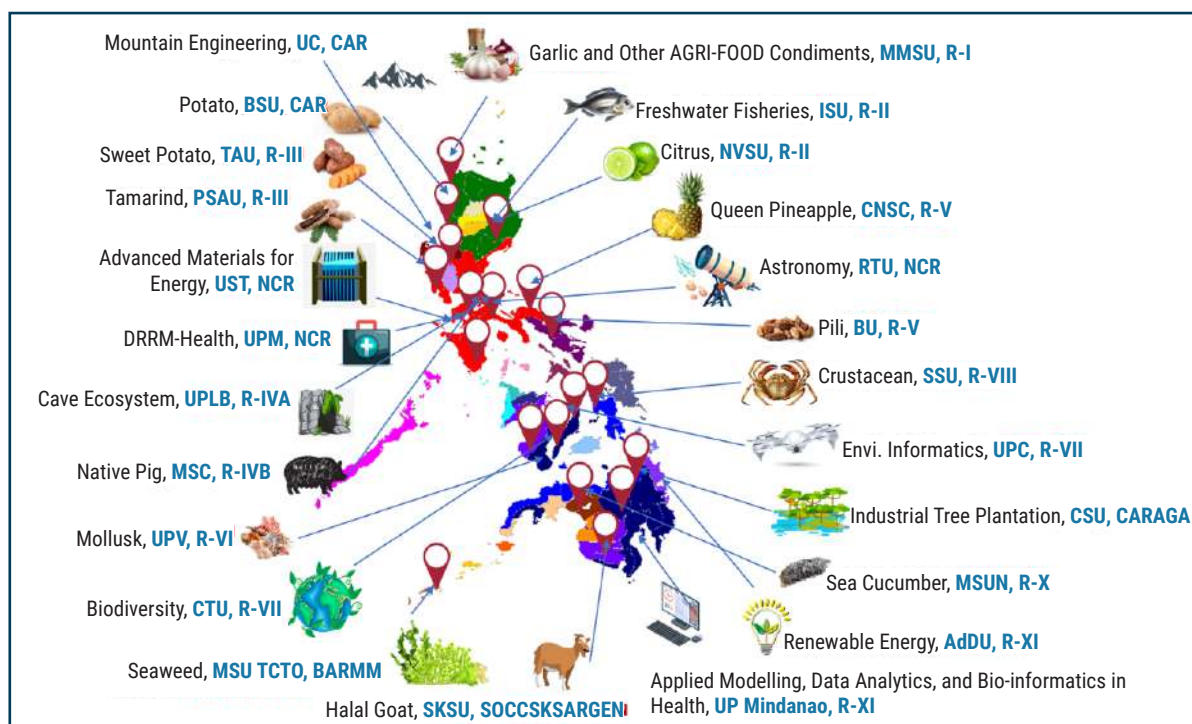 Mountain Engineering, UC, CAR
Potato, BSU, CAR
Sweet Potato, TAU, R-III
Tamarind, PSAU, R-III
Advanced Materials for
Energy, UST, NCR
DRRM-Health, UPM, NCR
Cave Ecosystem, UPLB, R-IVA
Native Pig, MSC, R-IVB
Mollusk, UPV, R-VI
Biodiversity, CTU, R-VII
Seaweed, MSU TCTO, BARMM
Halal Goat, SKSU, SOCCSKSARGEN
Garlic and Other AGRI-FOOD Condiments, MMSU, R-I
Freshwater Fisheries, ISU, R-II
Citrus, NVSU, R-II
Queen Pineapple, CNSC, R-V
Astronomy, RTU, NCR
Pili, BU, R-V
Crustacean, SSU, R-VIII
Envi. Informatics, UPC, R-VII
Industrial Tree Plantation, CSU, CARAGA
Sea Cucumber, MSUN, R-X
Renewable Energy, AdDU, R-XI
Applied Modelling, Data Analytics, and Bio-informatics in
Health, UP Mindanao, R-XI